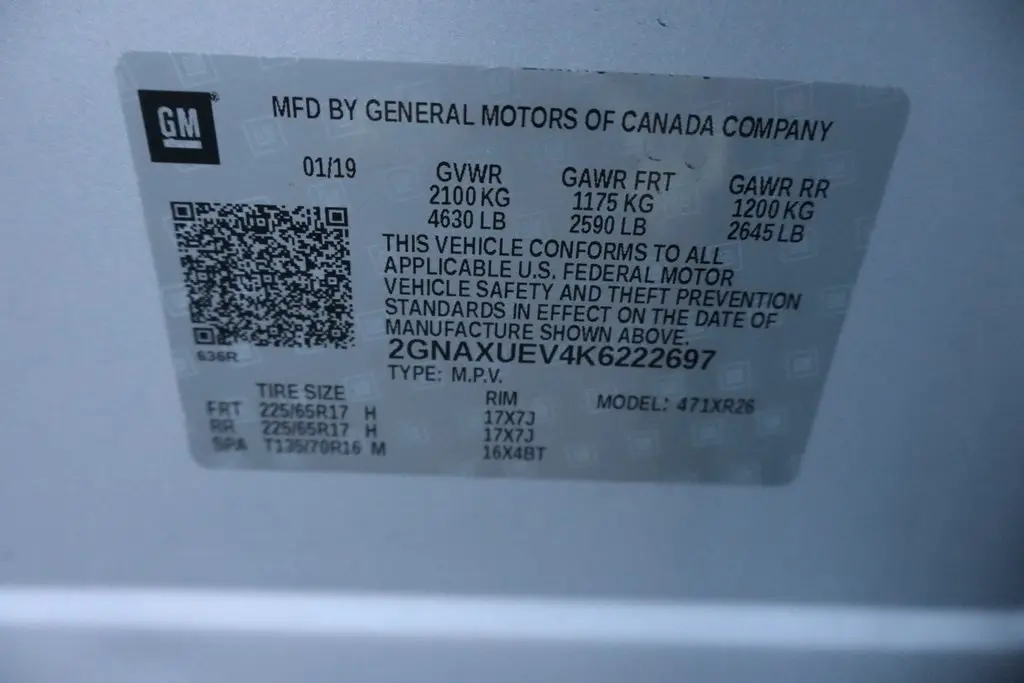 GM
MFD BY GENERAL MOTORS OF CANADA COMPANY
01/19
GVWR
2100 KG
4630 LB
GAWR FRT
1175 KG
2590 LB
GAWR RR
1200 KG
2645 LB
THIS VEHICLE CONFORMS TO ALL
APPLICABLE U.S. FEDERAL MOTOR
VEHICLE SAFETY AND THEFT PREVENTION
STANDARDS IN EFFECT ON THE DATE OF
MANUFACTURE SHOWN ABOVE.
636R
2GNAXUEV4K6222697
TYPE: M.P.V.
TIRE SIZE RIM MODEL: 471XR26
FRT 225/65R17 H 17X7J
RR 225/65R17 H 17X7J
SPA T135/70R16 M 16X4BT